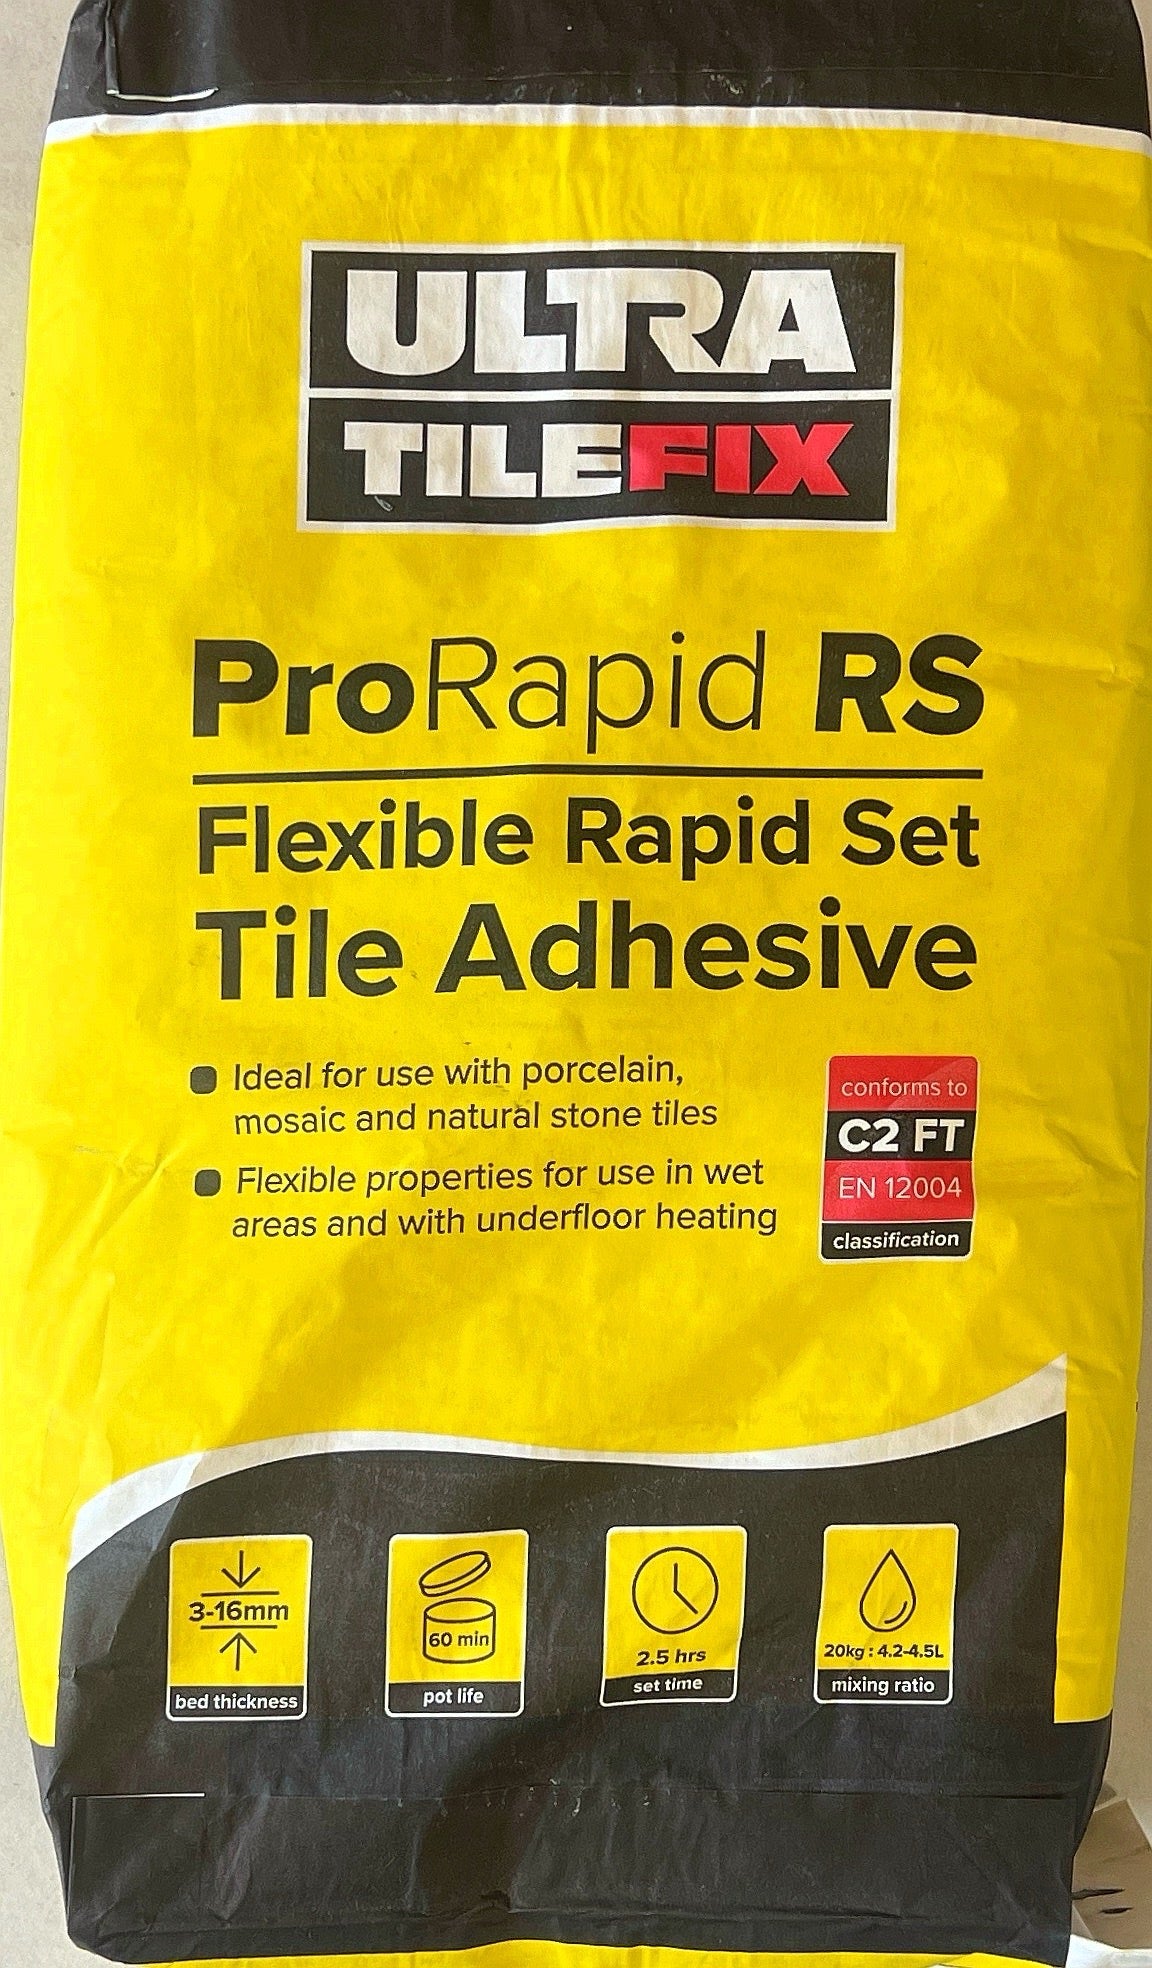 ULTRA
TILEFIX
ProRapid RS
Flexible Rapid Set
Tile Adhesive
Ideal for use with porcelain,
mosaic and natural stone tiles
Flexible properties for use in wet
areas and with underfloor heating
conforms to
C2 FT
EN 12004
classification
3-16mm
bed thickness
60 min
pot life
2.5 hrs
set time
20kg : 4.2-4.5L
mixing ratio